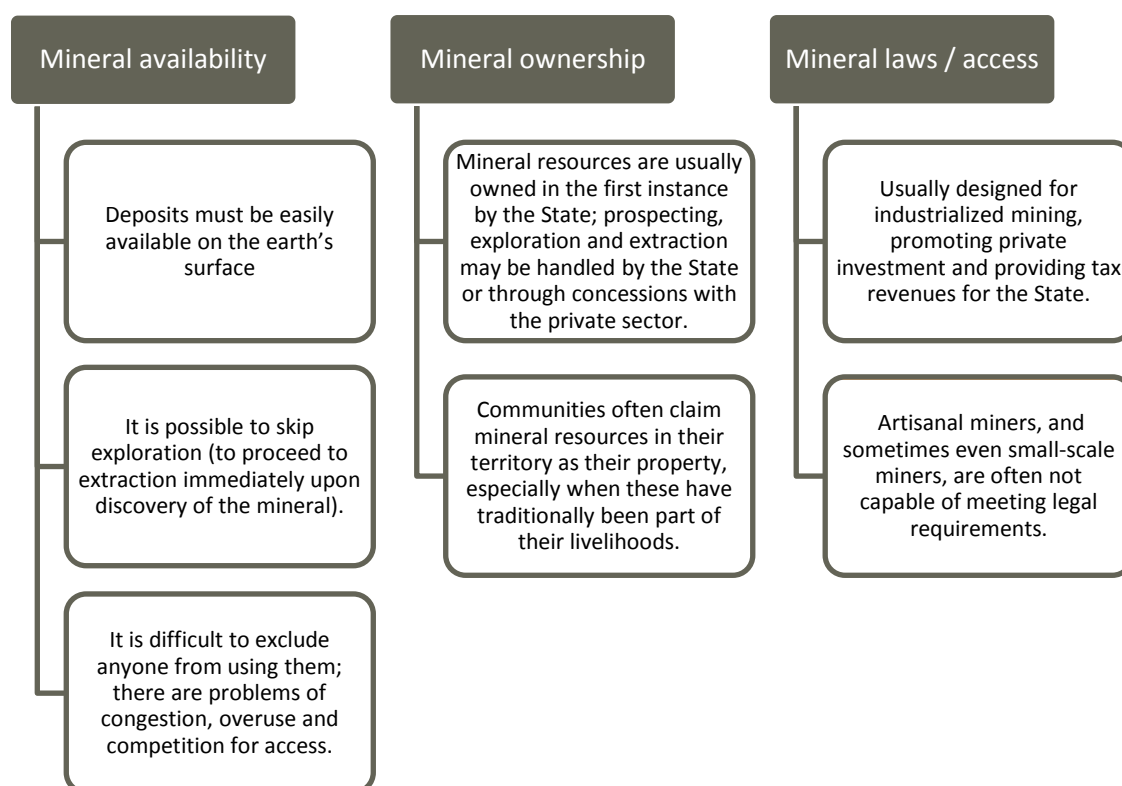 Mineral availability
Deposits must be easily
available on the earth’s
surface
It is possible to skip
exploration (to proceed to
extraction immediately upon
discovery of the mineral).
It is difficult to exclude
anyone from using them;
there are problems of
congestion, overuse and
competition for access.
Mineral ownership
Mineral resources are usually
owned in the first instance
by the State; prospecting,
exploration and extraction
may be handled by the State
or through concessions with
the private sector.
Communities often claim
mineral resources in their
territory as their property,
especially when these have
traditionally been part of
their livelihoods.
Mineral laws / access
Usually designed for
industrialized mining,
promoting private
investment and providing tax
revenues for the State.
Artisanal miners, and
sometimes even small-scale
miners, are often not
capable of meeting legal
requirements.